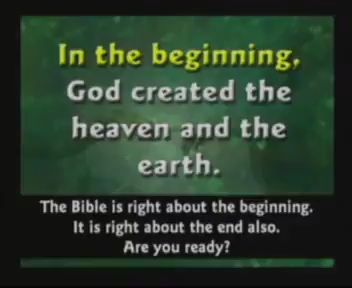 In the beginning,
God created the
heaven and the
earth.
The Bible is right about the beginning.
It is right about the end also.
Are you ready?